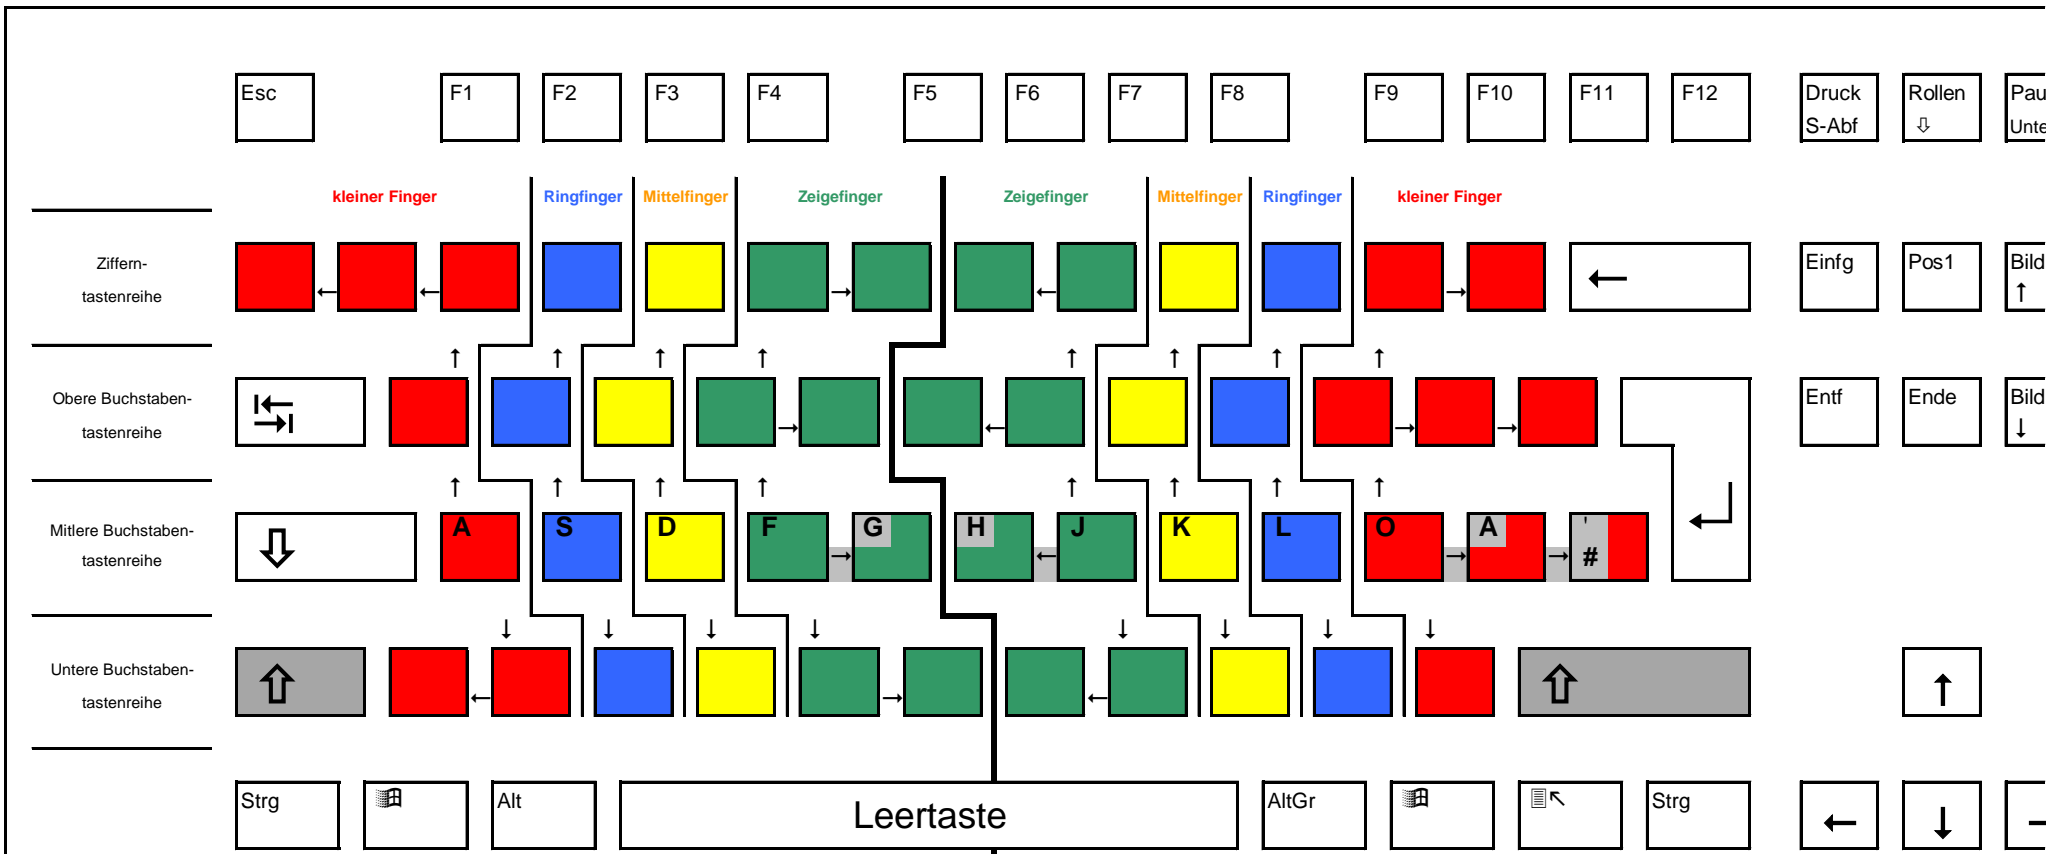 Esc F1 F2 F3 F4 F5 F6 F7 F8 F9 F10 F11 F12 Druck Rollen Pau
S-Abf ⇩ Unte
kleiner Finger Ringfinger Mittelfinger Zeigefinger Zeigefinger Mittelfinger Ringfinger kleiner Finger
Ziffern-
tastenreihe
← ← → ← → ←
Einfg Pos1 Bild
↑
↑ ↑ ↑ ↑ ↑ ↑ ↑ ↑
Obere Buchstaben-
tastenreihe
→ ← → →
Entf Ende Bild
↓
↑ ↑ ↑ ↑ ↑ ↑ ↑ ↑
Mitlere Buchstaben-
tastenreihe
⇩ A S D F → G H ← J K L O → A → '
#
↓ ↓ ↓ ↓ ↓ ↓ ↓ ↓
Untere Buchstaben-
tastenreihe
⇧ ← → ← ⇧ ↑
Strg Alt Leertaste AltGr Strg ← ↓